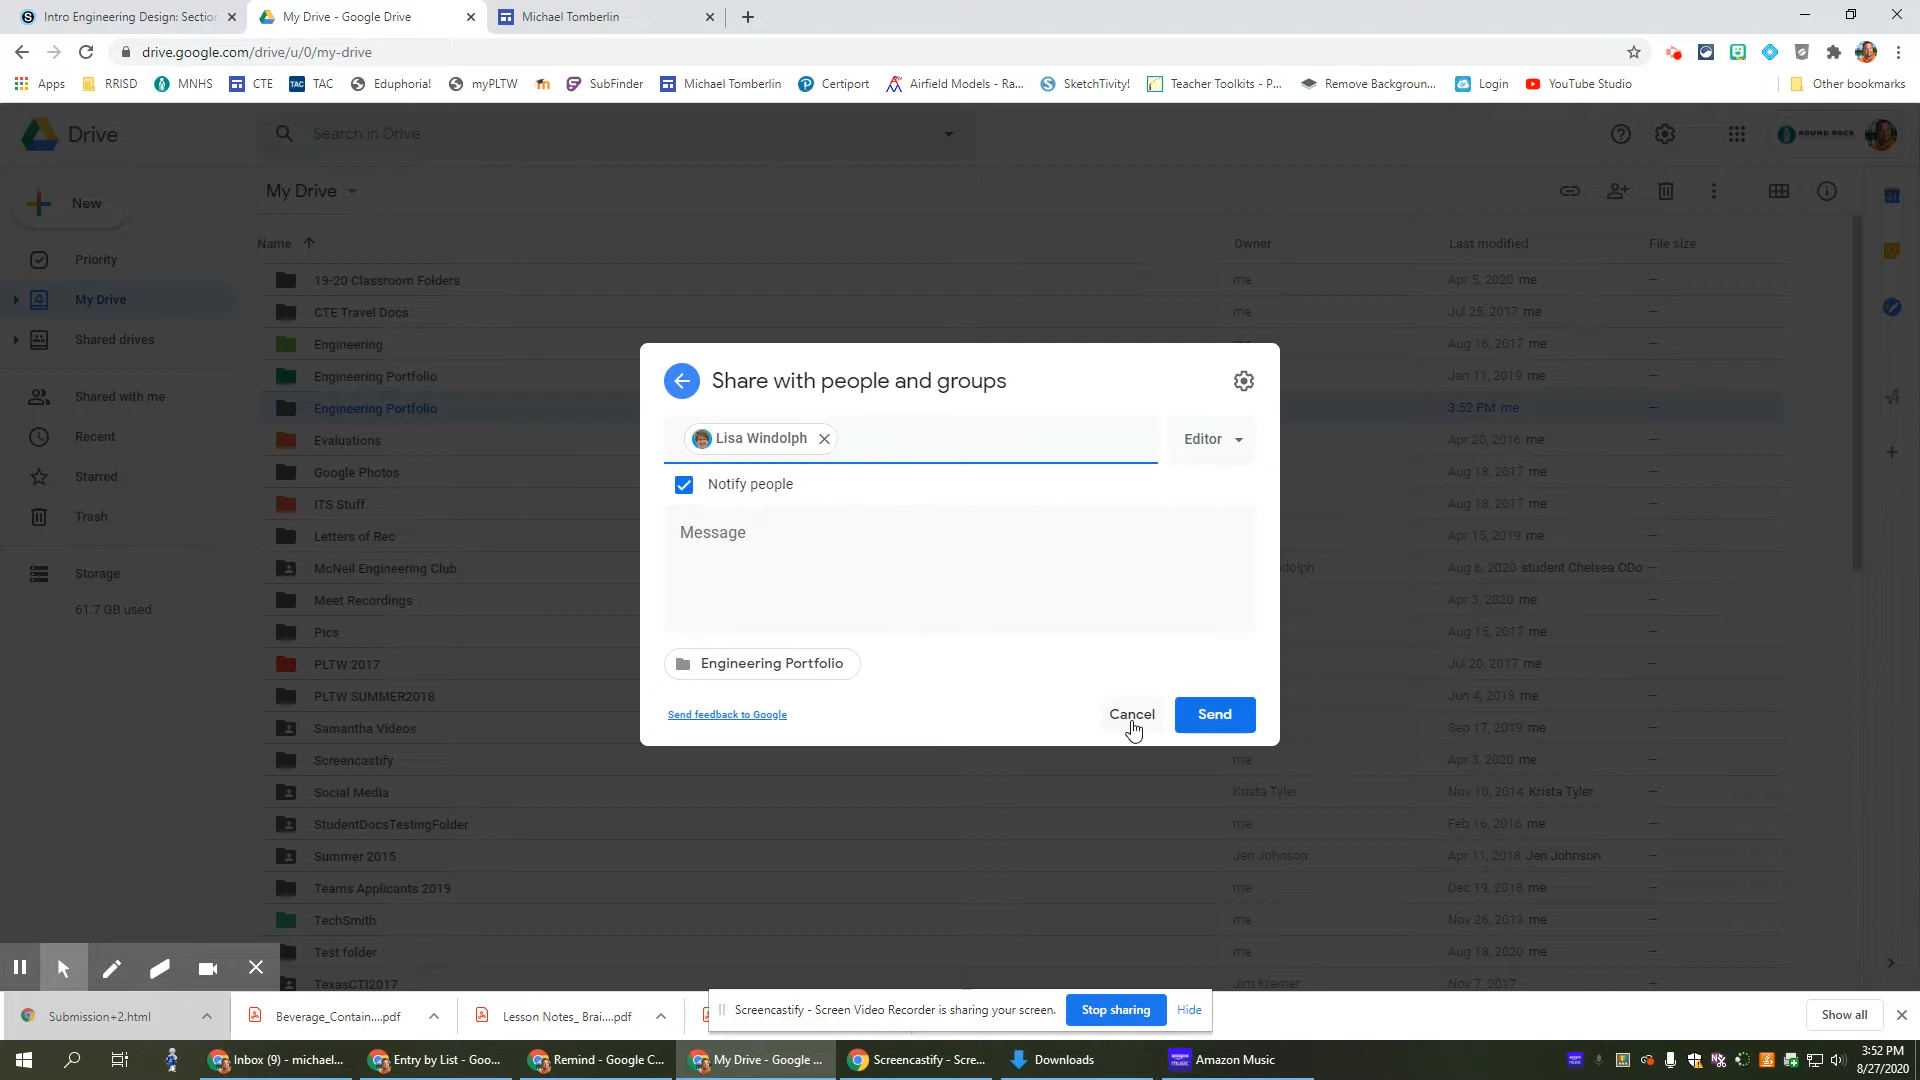 Intro Engineering Design: Section
My Drive - Google Drive
Michael Tomberlin
drive.google.com/drive/u/0/my-drive
Apps
RRISD
MNHS
CTE
TAC
TAC
Eduphoria!
myPLTW
SubFinder
Michael Tomberlin
Certiport
Airfield Models - Ra...
SketchTivity!
Teacher Toolkits - P...
Remove Backgroun...
Login
YouTube Studio
Other bookmarks
Drive
Search in Drive
ROUND ROCK
New
My Drive
Priority
My Drive
Shared drives
Shared with me
Recent
Starred
Trash
Storage
61.7 GB used
Name Owner Last modified File size
19-20 Classroom Folders me Apr 5, 2020 me —
CTE Travel Docs me Jul 25, 2017 me —
Engineering Aug 16, 2017 me —
Engineering Portfolio Jan 11, 2019 me —
Engineering Portfolio 3:52 PM me —
Evaluations Apr 20, 2016 me —
Google Photos Aug 18, 2017 me —
ITS Stuff Aug 18, 2017 me —
Letters of Rec Apr 15, 2019 me —
McNeil Engineering Club dolph Aug 6, 2020 student Chelsea ODo —
Meet Recordings Apr 3, 2020 me —
Pics Aug 15, 2017 me —
PLTW 2017 Jul 20, 2017 me —
PLTW SUMMER2018 Jun 4, 2018 me —
Samantha Videos Sep 17, 2019 me —
Screencastify me Apr 3, 2020 me —
Social Media Krista Tyler Nov 10, 2014 Krista Tyler —
StudentDocsTestingFolder me Feb 16, 2016 me —
Summer 2015 Jen Johnson Apr 11, 2018 Jen Johnson —
Teams Applicants 2019 me Dec 19, 2018 me —
TechSmith me Nov 26, 2013 me —
Test folder me Aug 18, 2020 me —
TexasCTI2017 Jim Kremer Nov 7, 2017 —
Share with people and groups
Lisa Windolph
Editor
Notify people
Message
Engineering Portfolio
Send feedback to Google
Cancel
Send
Submission+2.html
Beverage_Contain....pdf
Lesson Notes_ Brai....pdf
Screencastify - Screen Video Recorder is sharing your screen.
Stop sharing
Hide
Show all
Inbox (9) - michael...
Entry by List - Goo...
Remind - Google C...
My Drive - Google ...
Screencastify - Scre...
Downloads
amazon music
Amazon Music
3:52 PM
8/27/2020